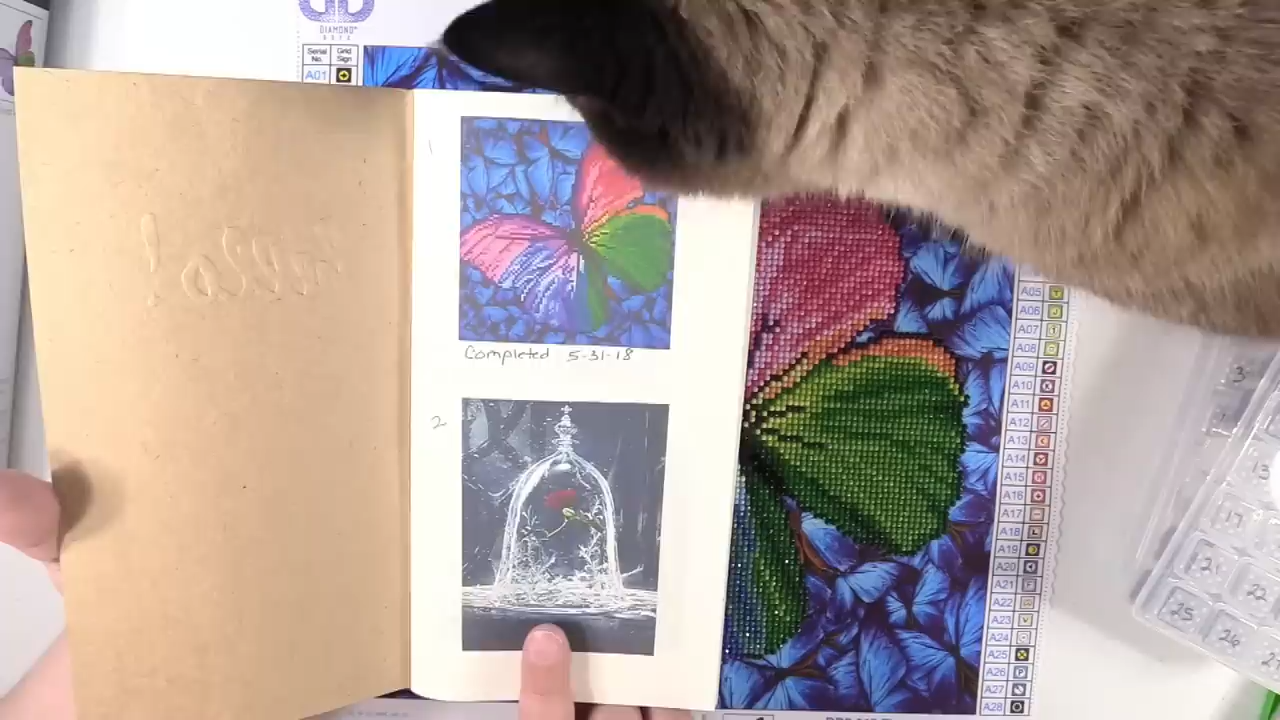 DIAMOND
DOTZ
Serial No.
Grid Sign
A01
1
Completed 5-31-18
2
A05
A06
A07
A08
A09
A10
A11
A12
A13
A14
A15
A16
A17
A18
A19
A20
A21
A22
A23
A24
A25
A26
A27
A28
3
13
17
21
22
25
26